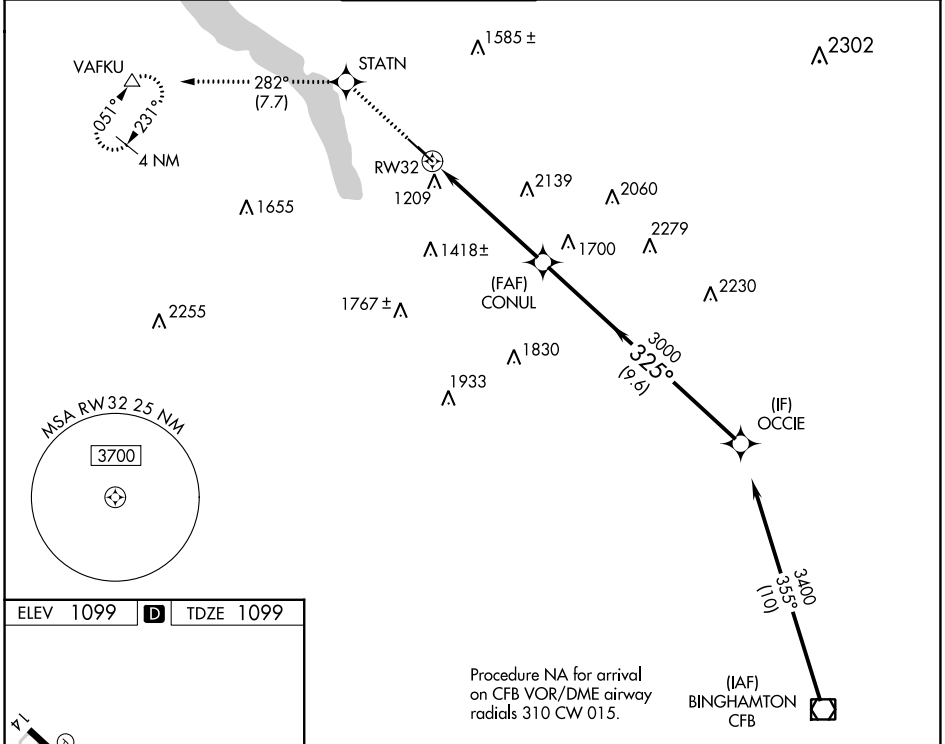 1585 ±
2302
VAFKU
STATN
282°
(7.7)
051°
231°
4 NM
RW32
1209
2139
2060
1655
2279
1418 ±
1700
(FAF)
CONUL
2230
2255
1767 ±
3000
325°
(9.6)
1830
1933
(IF)
OCCIE
MSA RW32 25 NM
3700
3400
355°
(10)
ELEV 1099 D TDZE 1099
Procedure NA for arrival
on CFB VOR/DME airway
radials 310 CW 015.
(IAF)
BINGHAMTON
CFB
14